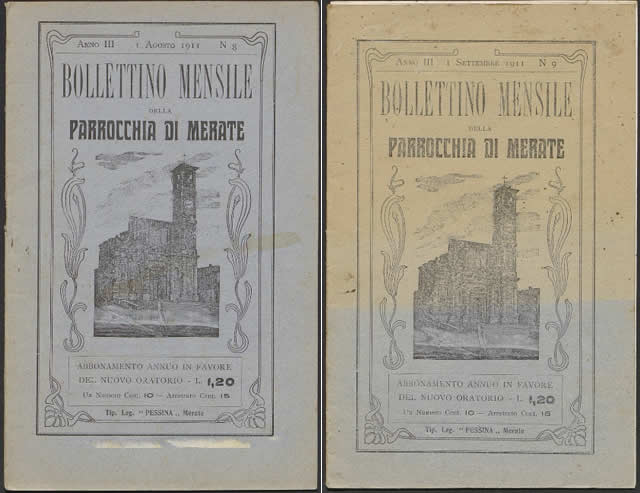 Anno III 1 Agosto 1911 N 8
BOLLETTINO MENSILE
DELLA
PARROCCHIA DI MERATE
ABBONAMENTO ANNUO IN FAVORE
DEL NUOVO ORATORIO - L. 1,20
Un Numero Cent. 10 — Arretrato Cent. 15
Tip. Leg. "PESSINA„ Merate
Anno III 1 Settembre 1911 N 9
BOLLETTINO MENSILE
DELLA
PARROCCHIA DI MERATE
ABBONAMENTO ANNUO IN FAVORE
DEL NUOVO ORATORIO - L. 1,20
Un Numero Cent. 10 — Arretrato Cent. 15
Tip. Leg. "PESSINA„ Merate